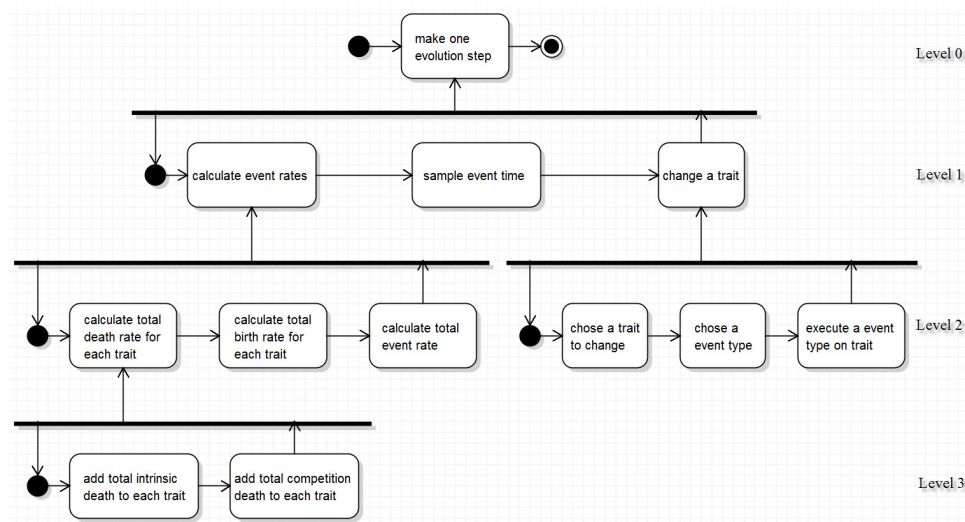 make one
evolution step
Level 0
calculate event rates
sample event time
change a trait
Level 1
calculate total
death rate for
each trait
calculate total
birth rate for
each trait
calculate total
event rate
chose a trait
to change
chose a
event type
execute a event
type on trait
Level 2
add total intrinsic
death to each trait
add total competition
death to each trait
Level 3